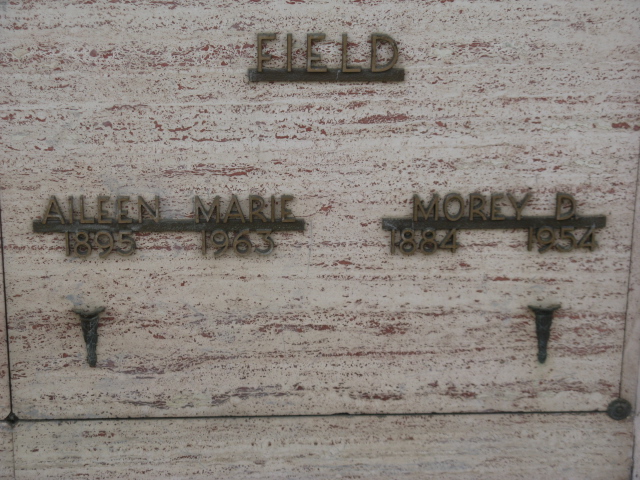 FIELD
AILEEN MARIE
1895 1963
MOREY D.
1884 1954